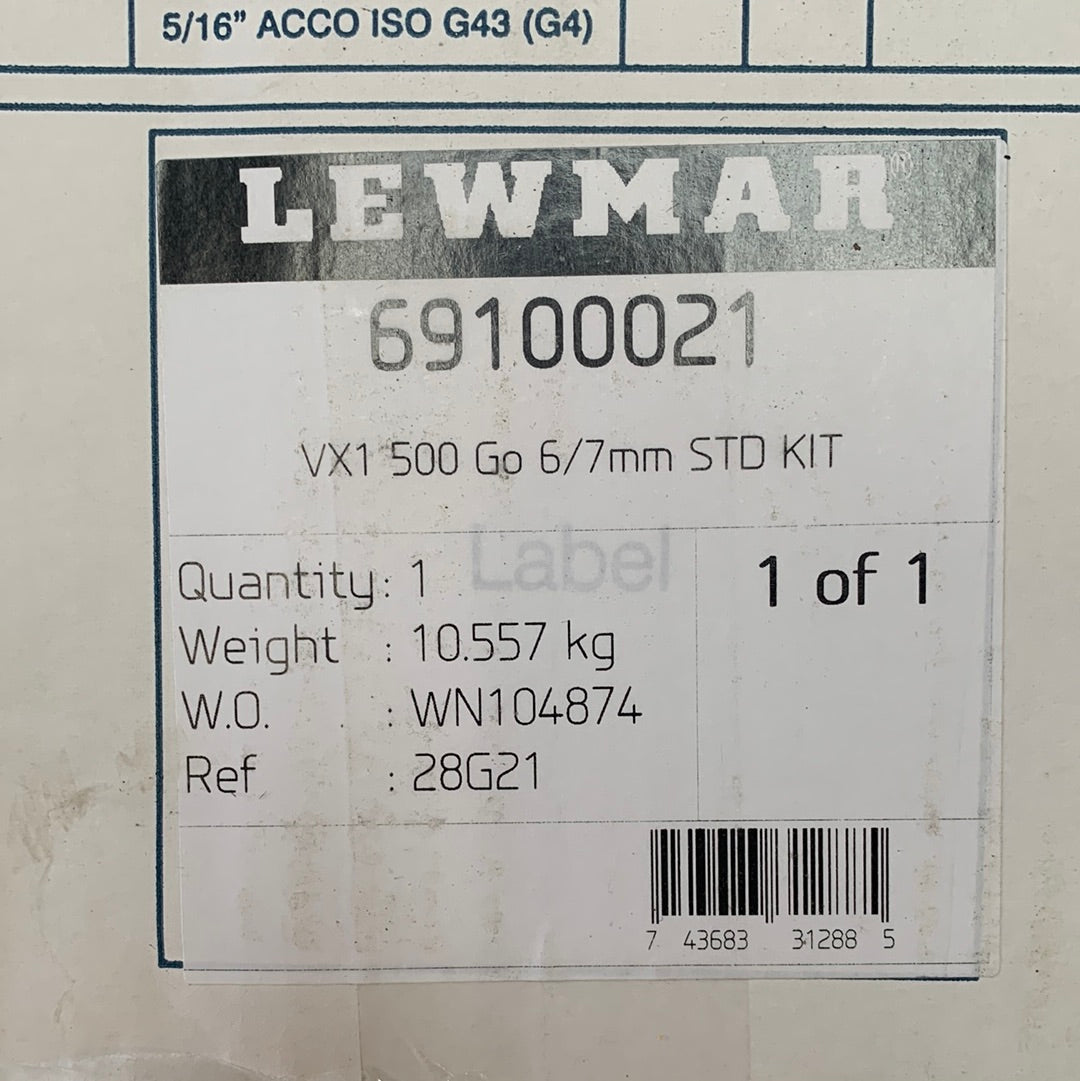 5/16” ACCO ISO G43 (G4)
LEWMAR®
69100021
VX1 500 Go 6/7mm STD KIT
Label
Quantity: 1
1 of 1
Weight : 10.557 kg
W.O. : WN104874
Ref : 28G21
7 43683 31288 5